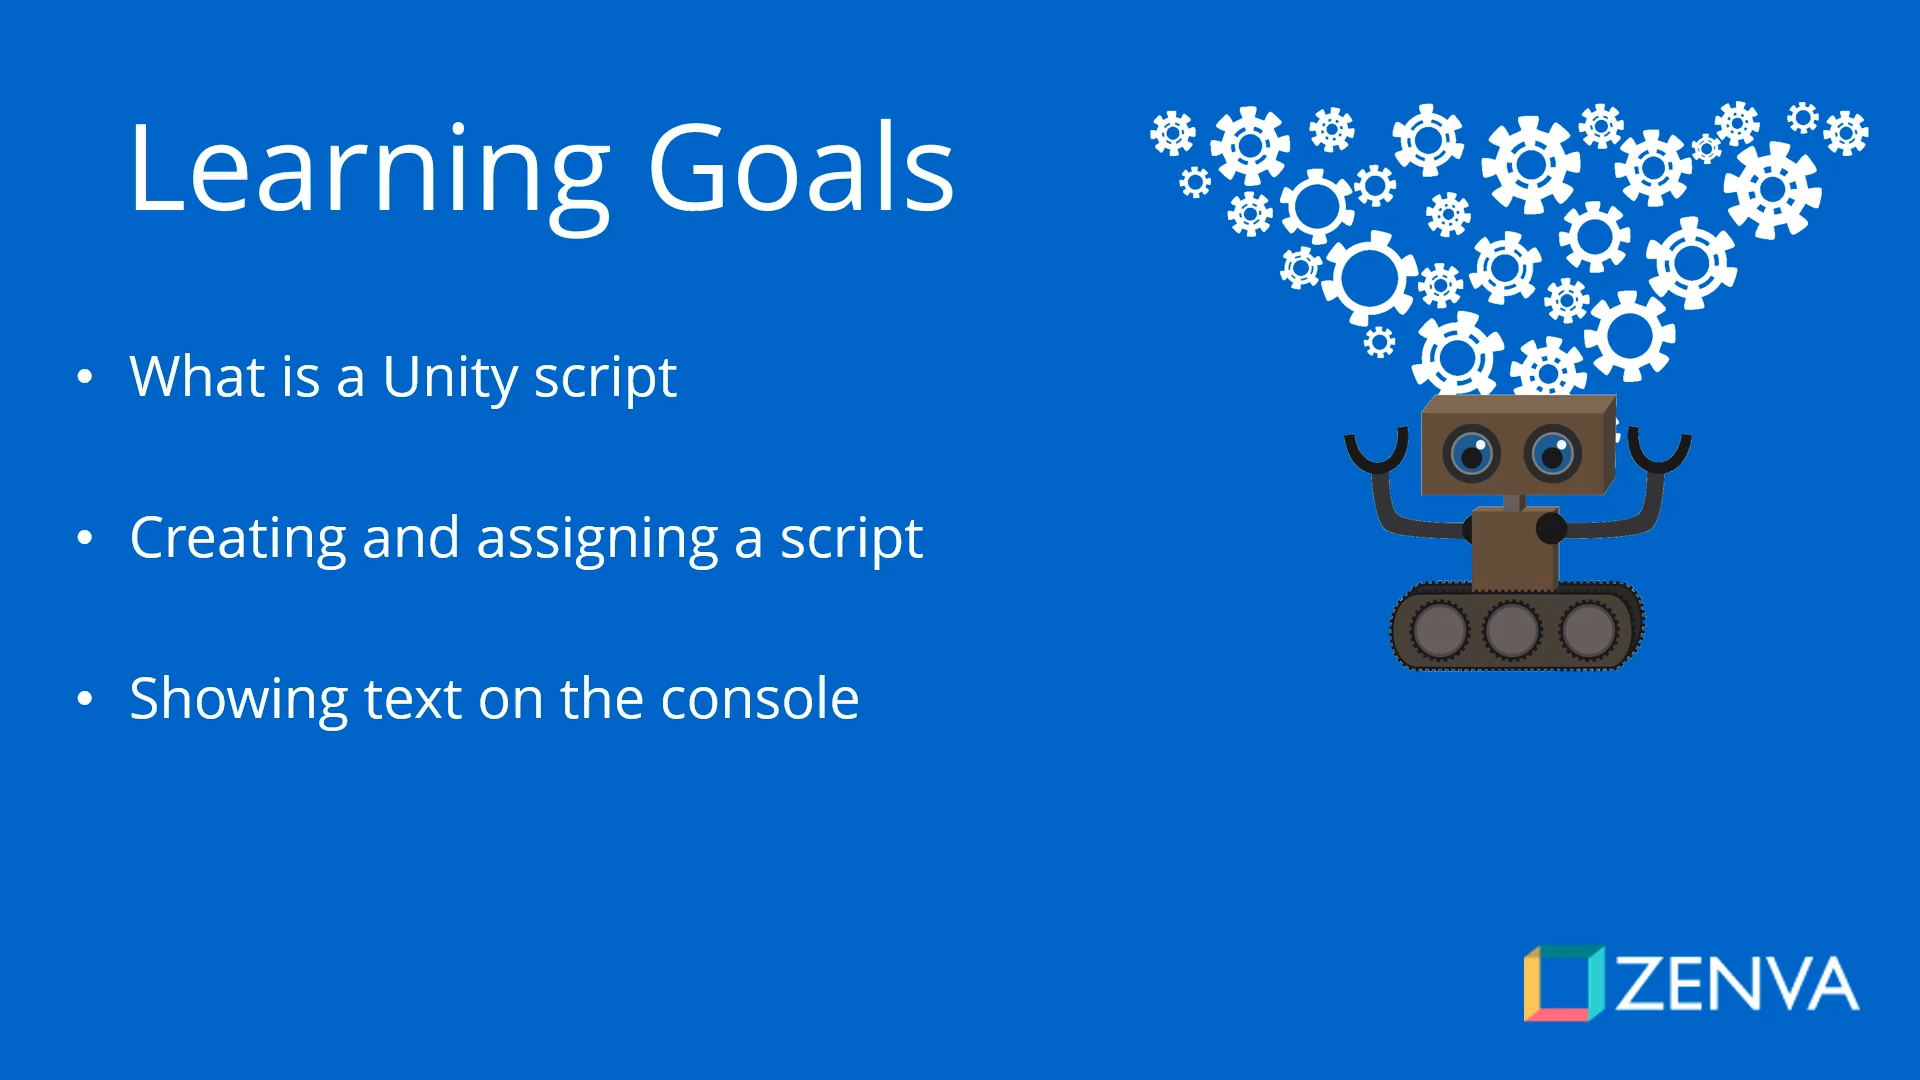 Learning Goals
• What is a Unity script
• Creating and assigning a script
• Showing text on the console
ZENVA